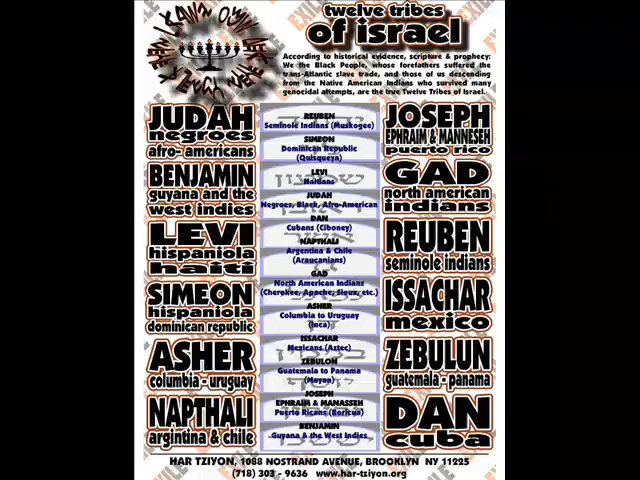 twelve tribes
of israel
According to historical evidence, scripture & prophecy:
We the Black People, whose forefathers suffered the
trans-Atlantic slave trade, and those of us descending
from the Native American Indians who survived many
genocidal attempts, are the true Twelve Tribes of Israel.
JUDAH
negroes
afro- americans
BENJAMIN
guyana and the
west indies
LEVI
hispaniola
haiti
SIMEON
hispaniola
dominican republic
ASHER
columbia - uruguay
NAPTHALI
argintina & chile
REUBEN
Seminole Indians (Muskogee)
SIMEON
Dominican Republic
(Quisqueya)
LEVI
Haitians
JUDAH
Negroes, Black, Afro-American
DAN
Cubans (Ciboney)
NAPTHALI
Argentina & Chile
(Araucanians)
GAD
North American Indians
(Cherokee, Apache, Sioux, etc.)
ASHER
Columbia to Uruguay
(Inca)
ISSACHAR
Mexicans (Aztec)
ZEBULON
Guatemala to Panama
(Mayan)
JOSEPH
EPHRAIM & MANASSEH
Puerto Ricans (Boricua)
BENJAMIN
Guyana & the West Indies
JOSEPH
EPHRAIM & MANNESEH
puerto rico
GAD
north american
indians
REUBEN
seminole indians
ISSACHAR
mexico
ZEBULUN
guatemala - panama
DAN
cuba
HAR TZIYON, 1088 NOSTRAND AVENUE, BROOKLYN NY 11225
(718) 303 - 9636 www.har-tziyon.org